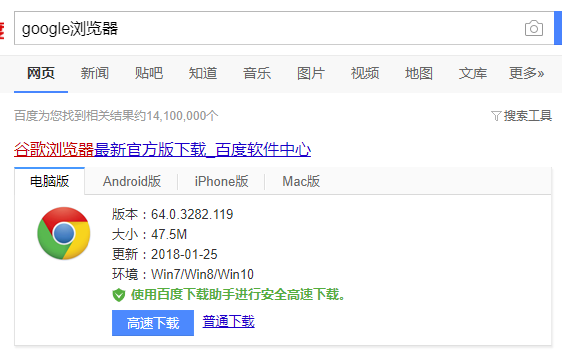 google浏览器
网页 新闻 贴吧 知道 音乐 图片 视频 地图 文库 更多»
百度为您找到相关结果约14,100,000个 搜索工具
谷歌浏览器最新官方版下载_百度软件中心
电脑版 Android版 iPhone版 Mac版
版本：64.0.3282.119
大小：47.5M
更新：2018-01-25
环境：Win7/Win8/Win10
使用百度下载助手进行安全高速下载。
高速下载 普通下载